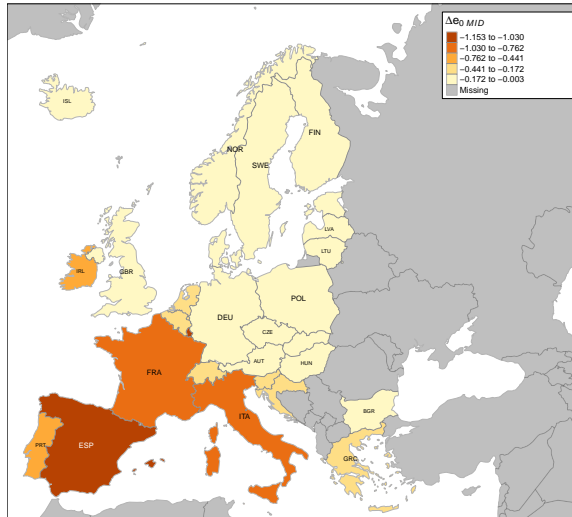 Δe₀ MID
−1.153 to −1.030
−1.030 to −0.762
−0.762 to −0.441
−0.441 to −0.172
−0.172 to −0.003
Missing
ISL
FIN
NOR
SWE
LVA
LTU
IRL
GBR
POL
DEU
CZE
AUT
HUN
FRA
ITA
BGR
PRT
ESP
GRC